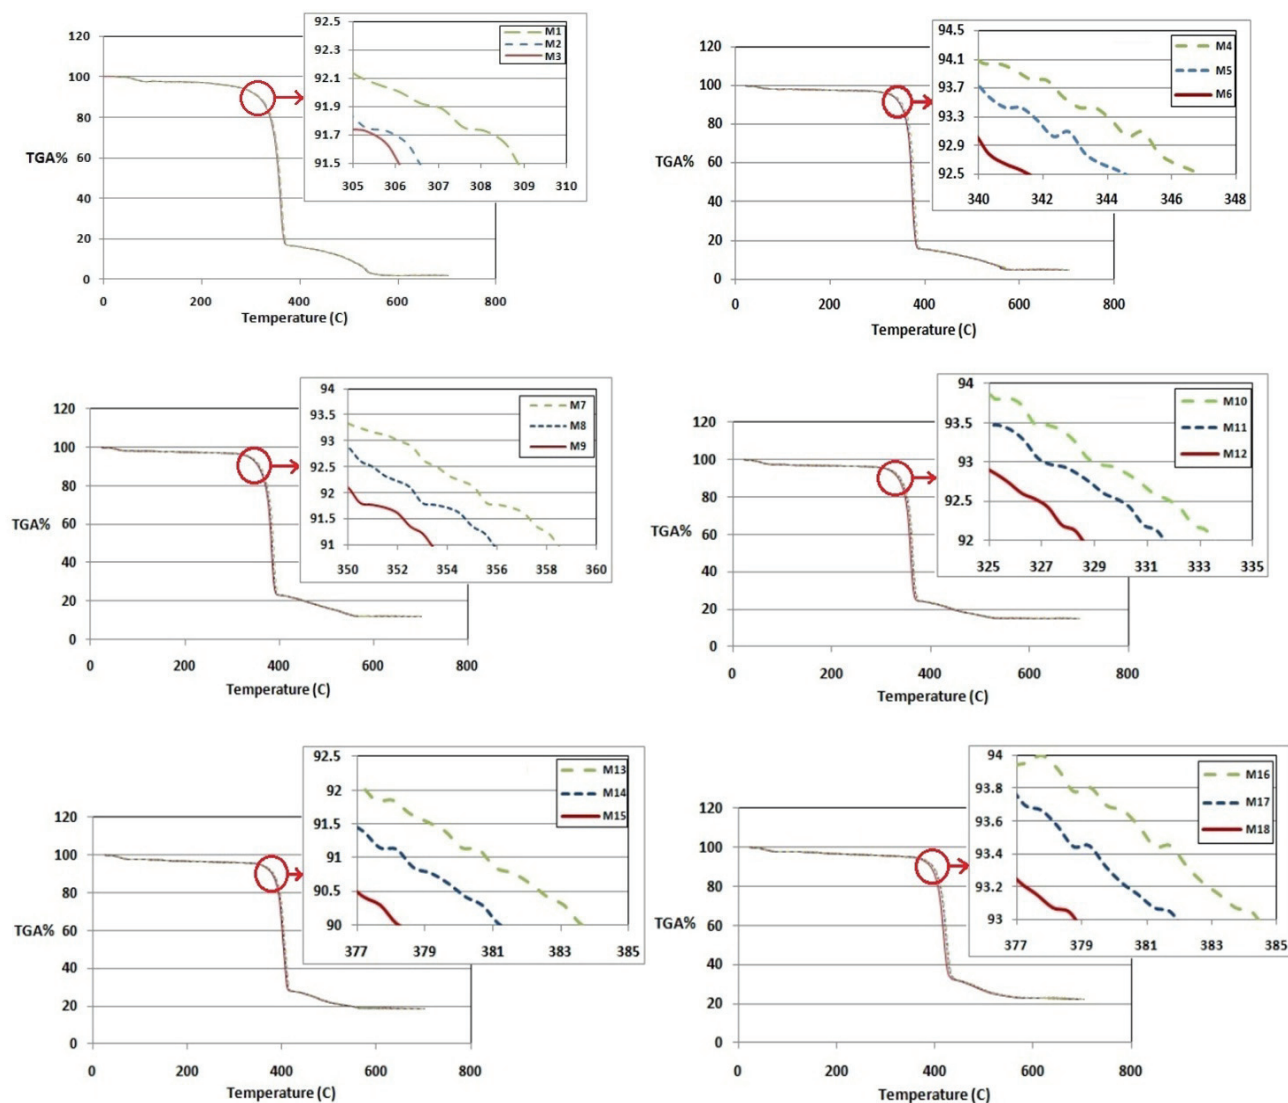 120
100
80
60
40
20
0
TGA%
0 200 400 600 800
Temperature (C)
92.5
92.3
92.1
91.9
91.7
91.5
305 306 307 308 309 310
M1
M2
M3
120
100
80
60
40
20
0
TGA%
0 200 400 600 800
Temperature (C)
94.5
94.1
93.7
93.3
92.9
92.5
340 342 344 346 348
M4
M5
M6
120
100
80
60
40
20
0
TGA%
0 200 400 600 800
Temperature (C)
94
93.5
93
92.5
92
91.5
91
350 352 354 356 358 360
M7
M8
M9
120
100
80
60
40
20
0
TGA%
0 200 400 600 800
Temperature (C)
94
93.5
93
92.5
92
325 327 329 331 333 335
M10
M11
M12
120
100
80
60
40
20
0
TGA%
0 200 400 600 800
Temperature (C)
92.5
92
91.5
91
90.5
90
377 379 381 383 385
M13
M14
M15
120
100
80
60
40
20
0
TGA%
0 200 400 600 800
Temperature (C)
94
93.8
93.6
93.4
93.2
93
377 379 381 383 385
M16
M17
M18